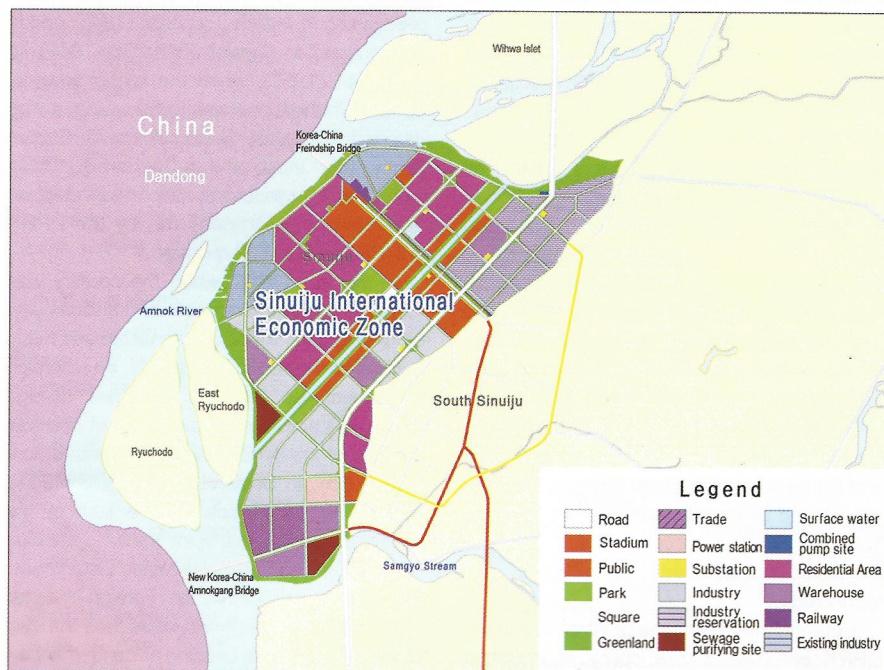 Wihwa Islet
China
Korea-China
Freindship Bridge
Dandong
Sinuiju
Sinuiju International
Economic Zone
Amnok River
East
Ryuchodo
South Sinuiju
Ryuchodo
New Korea-China
Amnokgang Bridge
Samgyo Stream
Legend
Road
Stadium
Public
Park
Square
Greenland
Trade
Power station
Substation
Industry
Industry
reservation
Sewage
purifying site
Surface water
Combined
pump site
Residential Area
Warehouse
Railway
Existing industry